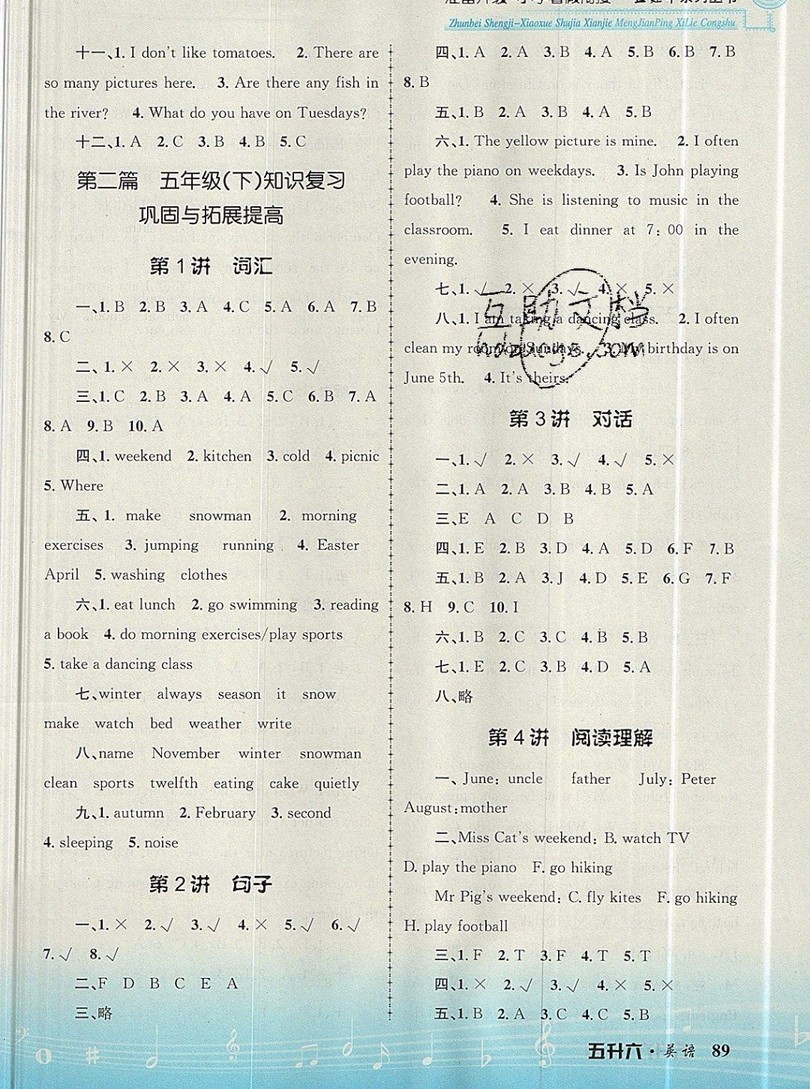 Zhunbei Shengji-Xiaoxue Shujia Xianjie MengJianPing XiLie Congshu
十一、1. I don't like tomatoes.  2. There are
so many pictures here.  3. Are there any fish in
the river?  4. What do you have on Tuesdays?
十二、1. A  2. C  3. B  4. B  5. C
第二篇  五年级(下)知识复习
巩固与拓展提高
第 1 讲  词汇
一、1. B  2. B  3. A  4. C  5. A  6. A  7. B
8. C
二、1. ×  2. ×  3. ×  4. √  5. √
三、1. C  2. B  3. A  4. A  5. C  6. B  7. A
8. A  9. B  10. A
四、1. weekend  2. kitchen  3. cold  4. picnic
5. Where
五、1. make  snowman  2. morning
exercises  3. jumping  running  4. Easter
April  5. washing  clothes
六、1. eat lunch  2. go swimming  3. reading
a book  4. do morning exercises/play sports
5. take a dancing class
七、winter  always  season  it  snow
make  watch  bed  weather  write
八、name  November  winter  snowman
clean  sports  twelfth  eating  cake  quietly
九、1. autumn  2. February  3. second
4. sleeping  5. noise
第 2 讲  句子
一、1. ×  2. √  3. √  4. ×  5. √  6. √
7. √  8. √
二、F  D  B  C  E  A
三、略
四、1. A  2. A  3. B  4. A  5. B  6. B  7. B
8. B
五、1. B  2. A  3. B  4. A  5. B
六、1. The yellow picture is mine.  2. I often
play the piano on weekdays.  3. Is John playing
football?  4. She is listening to music in the
classroom.  5. I eat dinner at 7:00 in the
evening.
七、1. √  2. ×  3. √  4. ×  5. ×
八、1. I am taking a dancing class.  2. I often
clean my room on Sundays.  3. My birthday is on
June 5th.  4. It's theirs.
互助文档
第 3 讲  对话
一、1. √  2. ×  3. √  4. √  5. ×
二、1. A  2. A  3. B  4. B  5. A
三、E  A  C  D  B
四、1. E  2. B  3. D  4. A  5. D  6. F  7. B
五、1. B  2. A  3. J  4. D  5. E  6. G  7. F
8. H  9. C  10. I
六、1. B  2. C  3. C  4. B  5. B
七、1. E  2. C  3. B  4. D  5. A
八、略
第 4 讲  阅读理解
一、June: uncle  father  July: Peter
August:mother
二、Miss Cat's weekend: B. watch TV
D. play the piano  F. go hiking
Mr Pig's weekend: C. fly kites  F. go hiking
H. play football
三、1. F  2. T  3. F  4. T  5. T
四、1. ×  2. √  3. √  4. ×  5. ×
五、1. B  2. A  3. C  4. C  5. B
五升六·英语  89